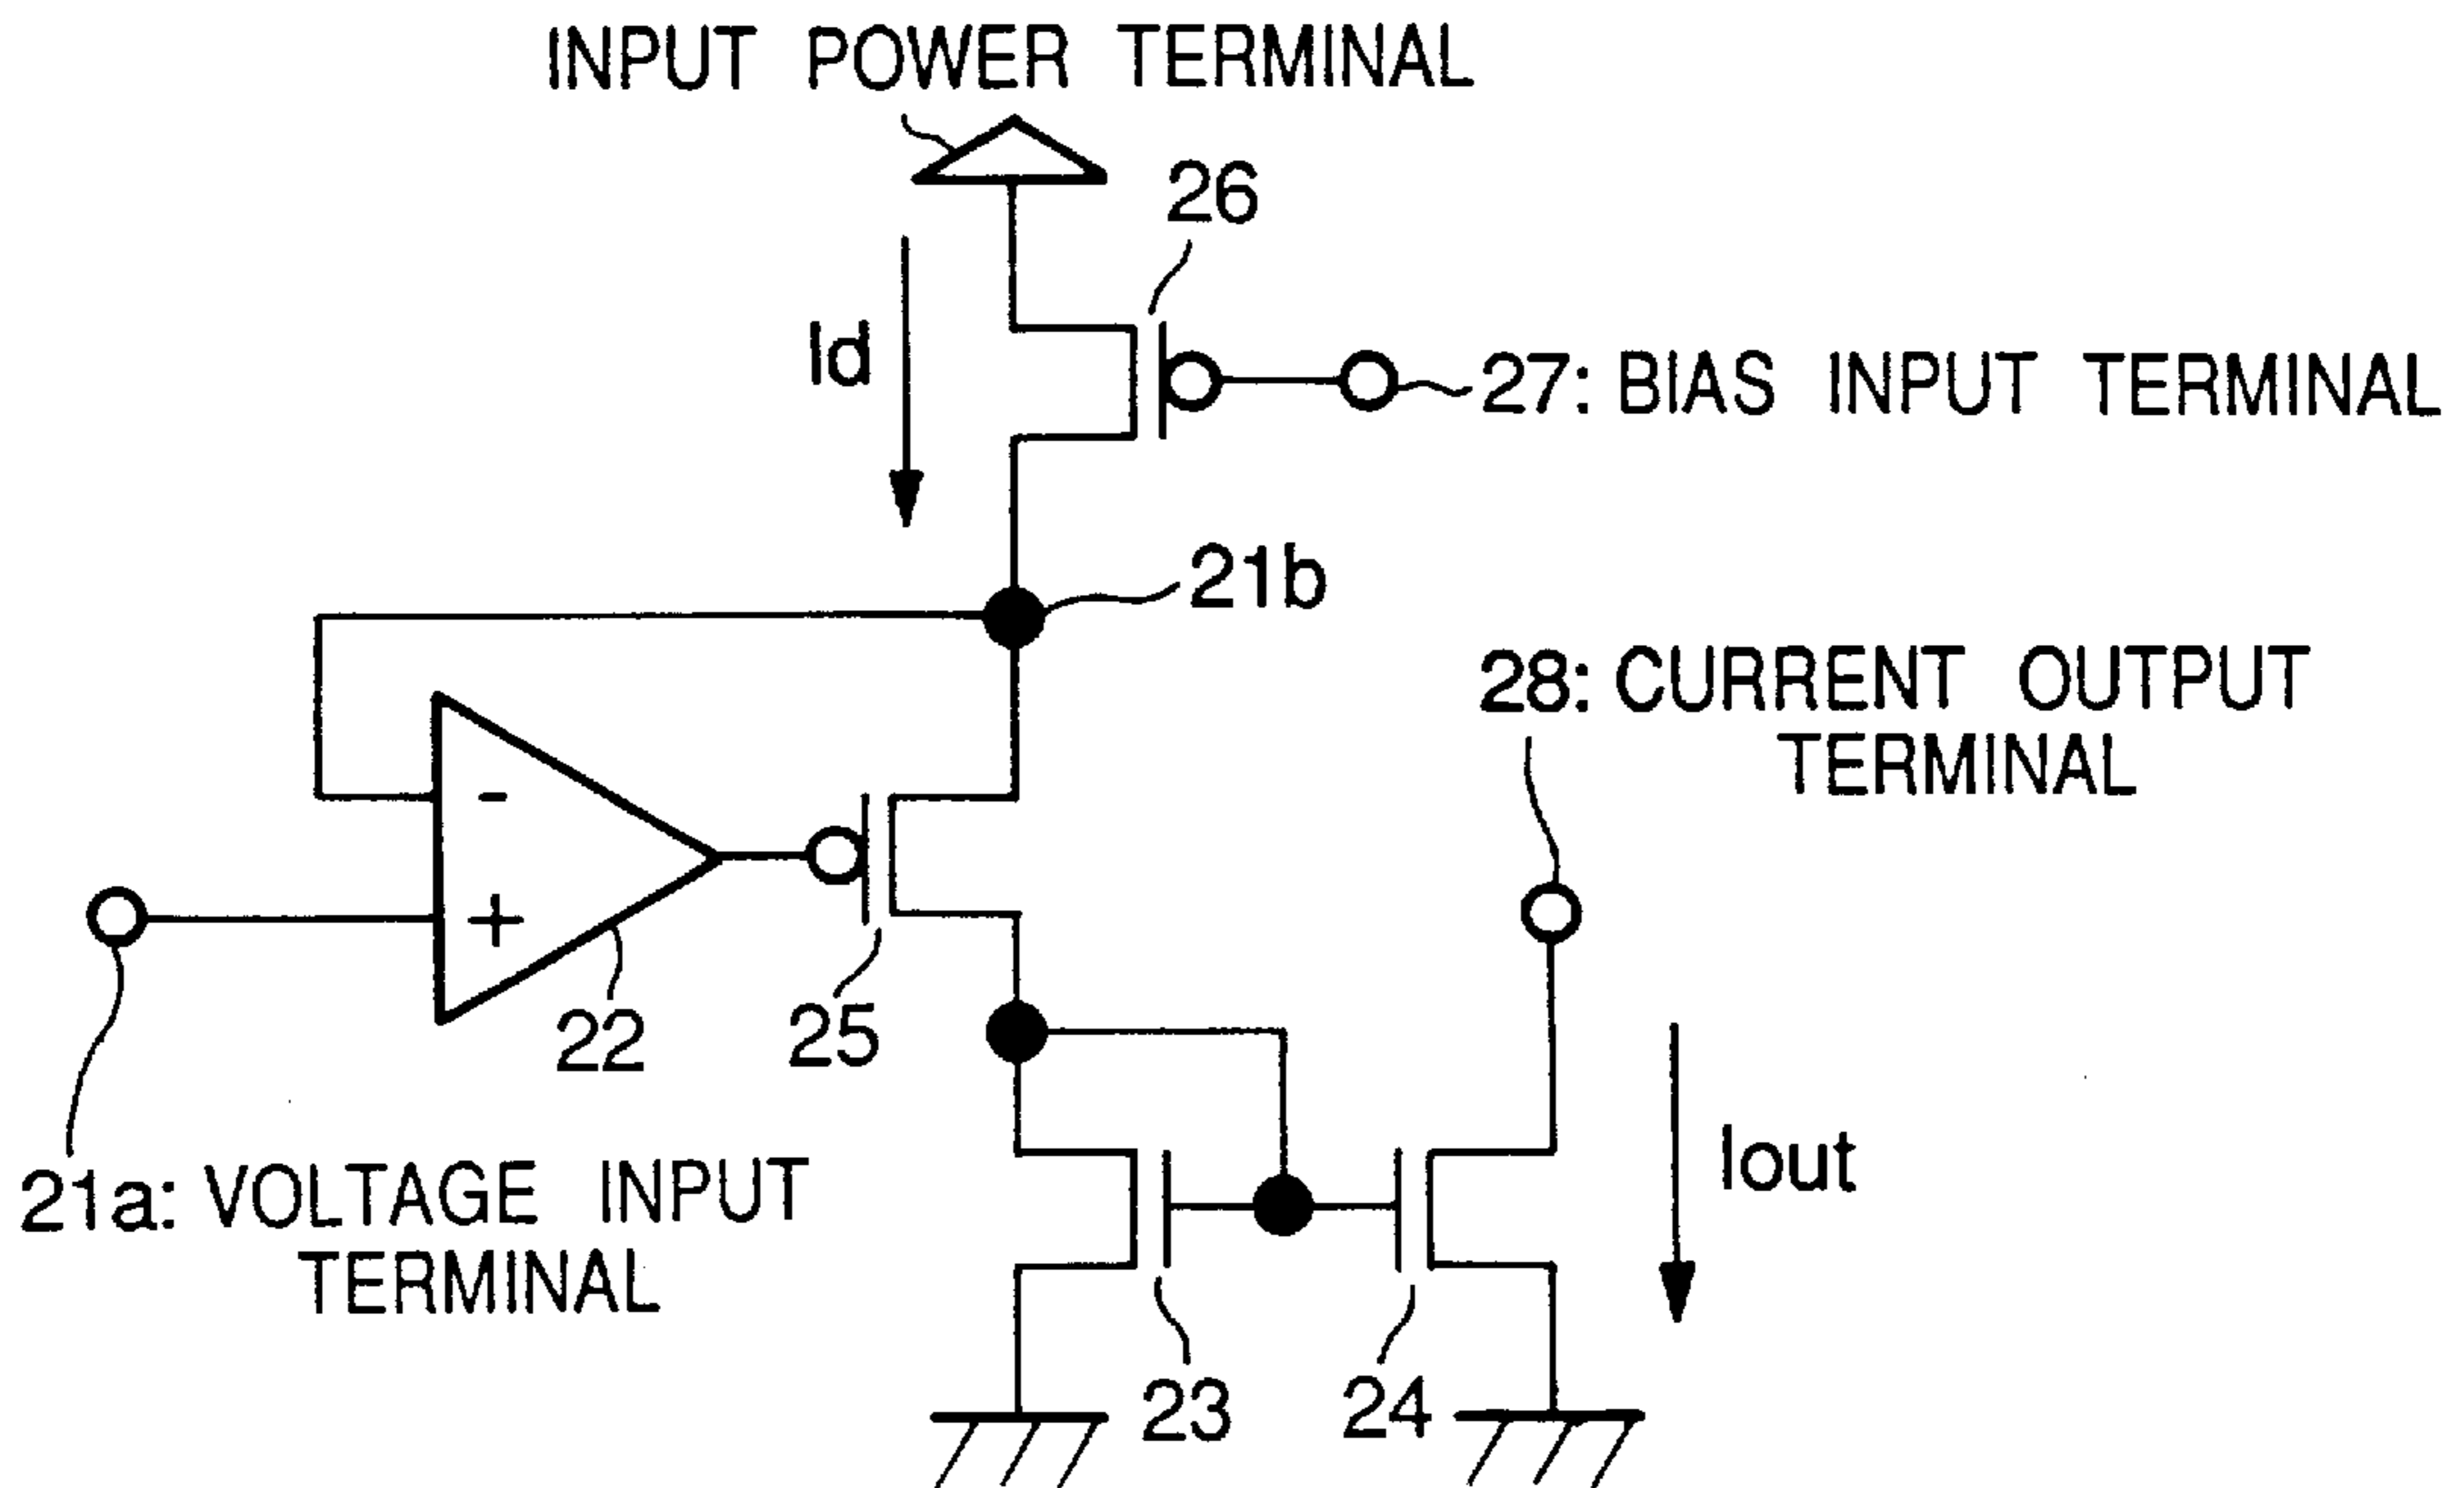 INPUT POWER TERMINAL
26
Id
27: BIAS INPUT TERMINAL
21b
28: CURRENT OUTPUT
TERMINAL
-
+
22
25
21a: VOLTAGE INPUT
TERMINAL
Iout
23
24